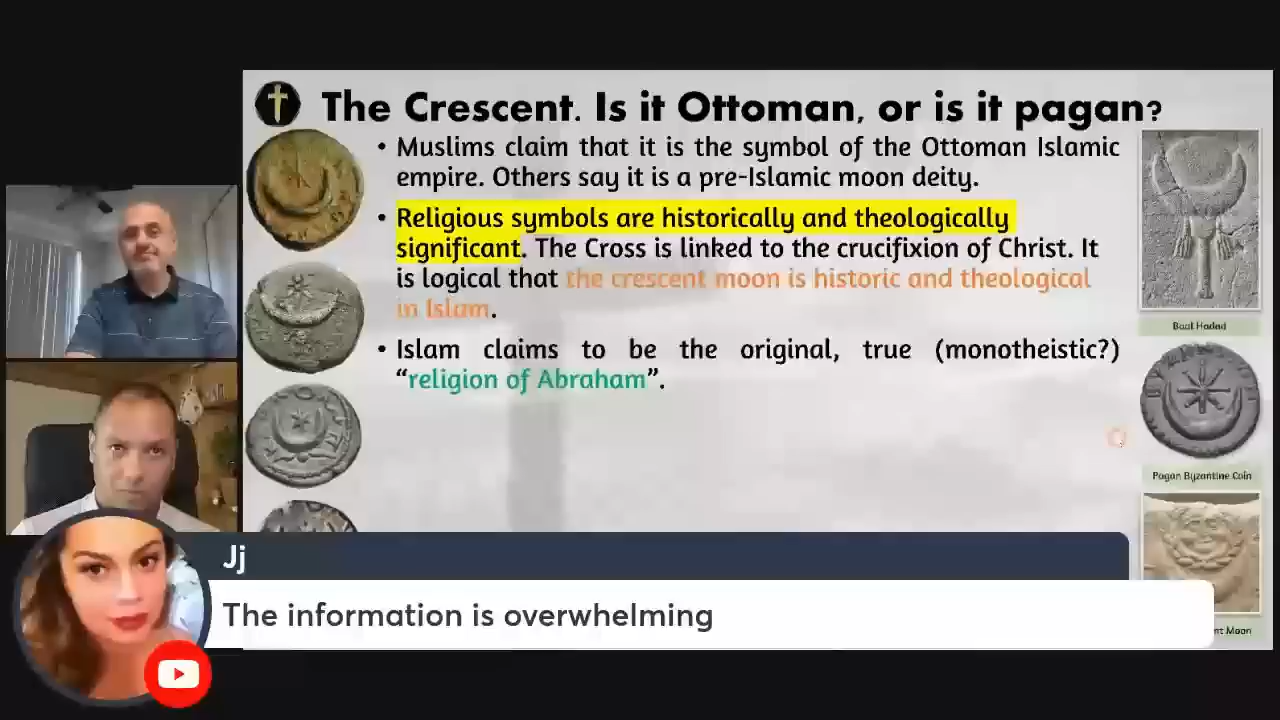 The Crescent. Is it Ottoman, or is it pagan?
• Muslims claim that it is the symbol of the Ottoman Islamic
empire. Others say it is a pre-Islamic moon deity.
• Religious symbols are historically and theologically
significant. The Cross is linked to the crucifixion of Christ. It
is logical that the crescent moon is historic and theological
in Islam.
• Islam claims to be the original, true (monotheistic?)
“religion of Abraham”.
Baal Hadad
Pagan Byzantine Coin
Moon
Jj
The information is overwhelming